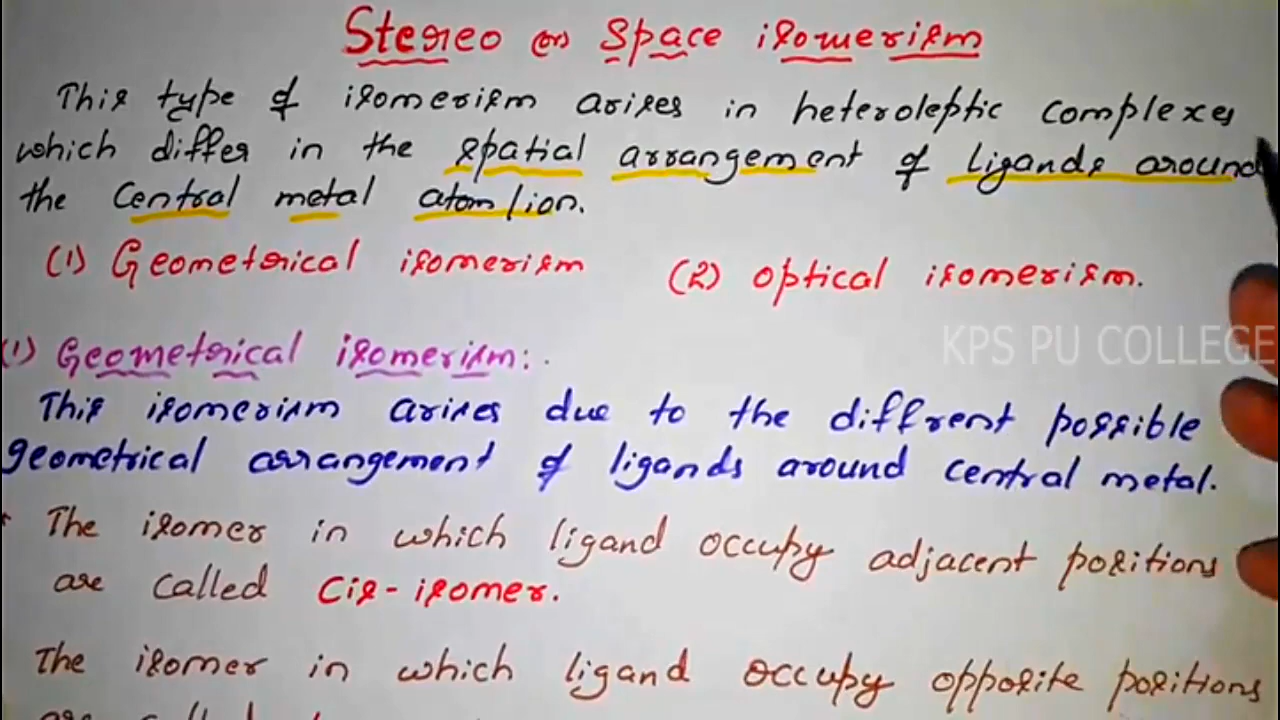 Stereo (or) Space isomerism
This type of isomerism arises in heteroleptic complexes
which differ in the spatial arrangement of ligands around
the central metal atom/ion.
(1) Geometrical isomerism (2) optical isomerism.
KPS PU COLLEGE
(1) Geometrical isomerism:-
This isomerism arises due to the diffrent possible
geometrical arrangement of ligands around central metal.
* The isomer in which ligand occupy adjacent positions
are called Cis-isomer.
The isomer in which ligand occupy opposite positions
are called